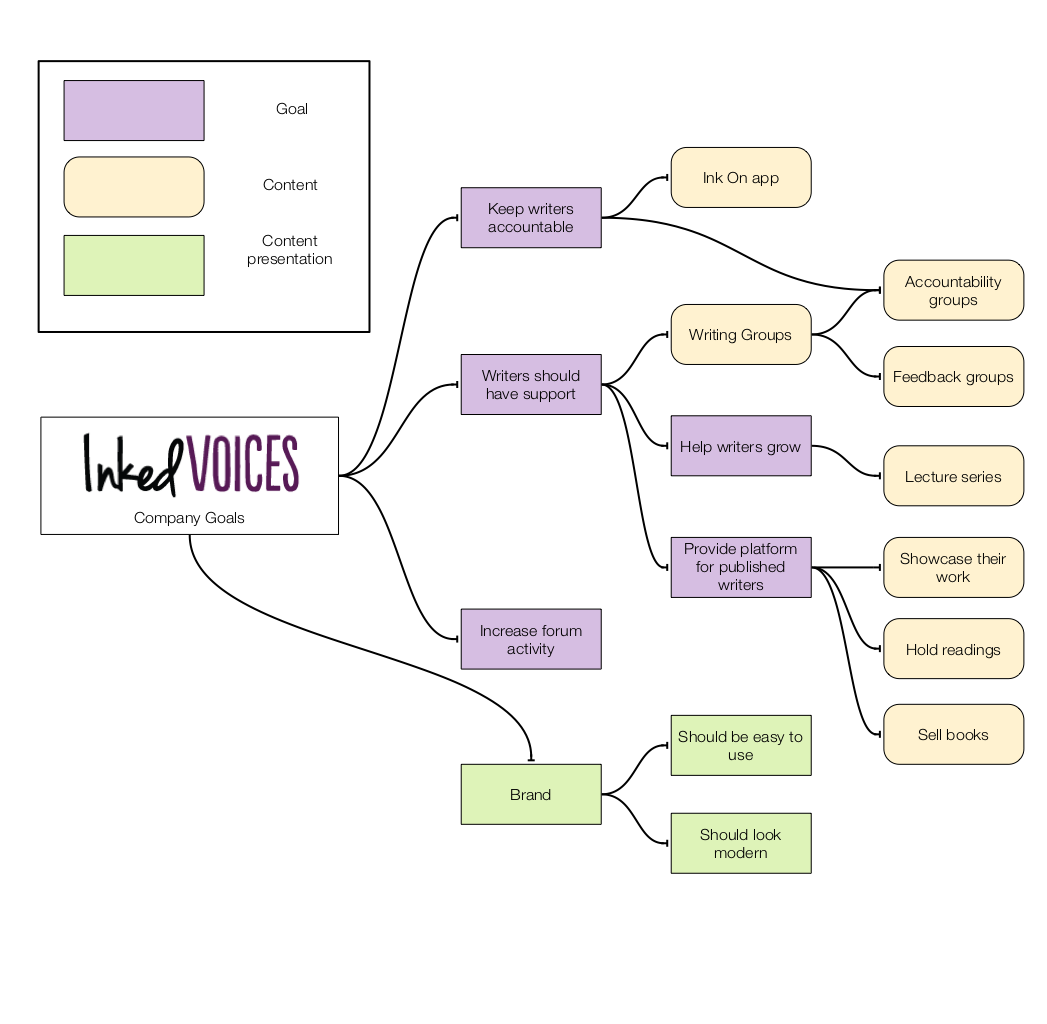 Goal
Content
Content
presentation
Keep writers
accountable
Ink On app
Accountability
groups
Writing Groups
Writers should
have support
Feedback groups
Help writers grow
Lecture series
Inked VOICES
Company Goals
Provide platform
for published
writers
Showcase their
work
Increase forum
activity
Hold readings
Sell books
Should be easy to
use
Brand
Should look
modern